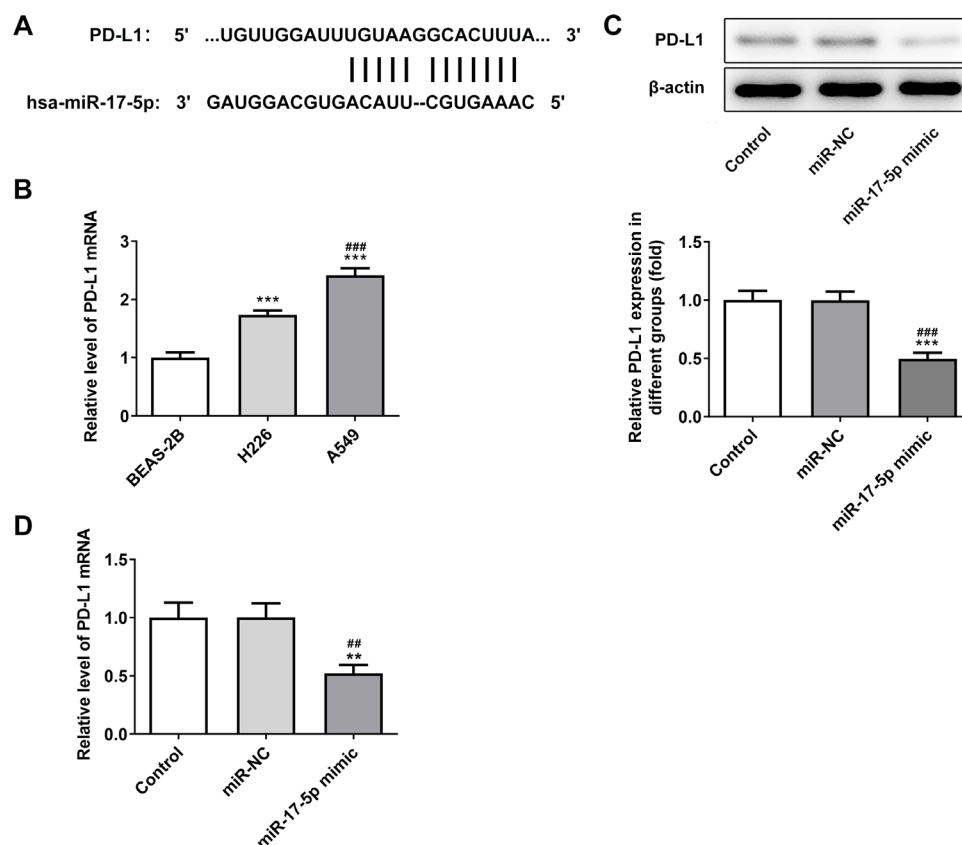 A
PD-L1: 5' ...UGUUGGAUUUGUAAGGCACUUUA... 3'
hsa-miR-17-5p: 3' GAUGGACGUGACAUU--CGUGAAAC 5'
B
Relative level of PD-L1 mRNA
3
2
1
0
***
###
***
BEAS-2B
H226
A549
C
PD-L1
β-actin
Control
miR-NC
miR-17-5p mimic
Relative PD-L1 expression in
different groups (fold)
1.5
1.0
0.5
0.0
###
***
Control
miR-NC
miR-17-5p mimic
D
Relative level of PD-L1 mRNA
1.5
1.0
0.5
0.0
##
**
Control
miR-NC
miR-17-5p mimic